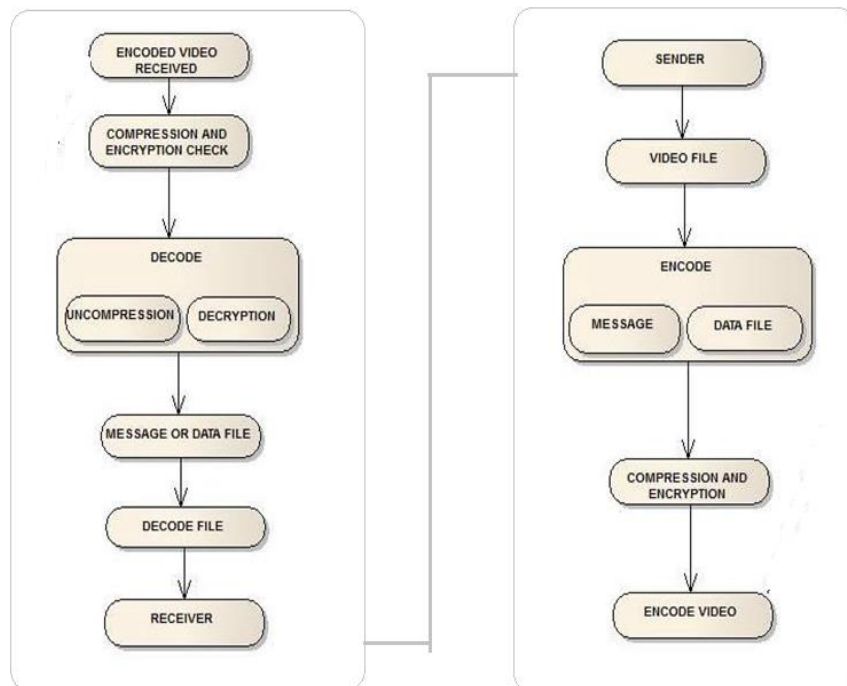 ENCODED VIDEO
RECEIVED
COMPRESSION AND
ENCRYPTION CHECK
DECODE
UNCOMPRESSION
DECRYPTION
MESSAGE OR DATA FILE
DECODE FILE
RECEIVER
SENDER
VIDEO FILE
ENCODE
MESSAGE
DATA FILE
COMPRESSION AND
ENCRYPTION
ENCODE VIDEO